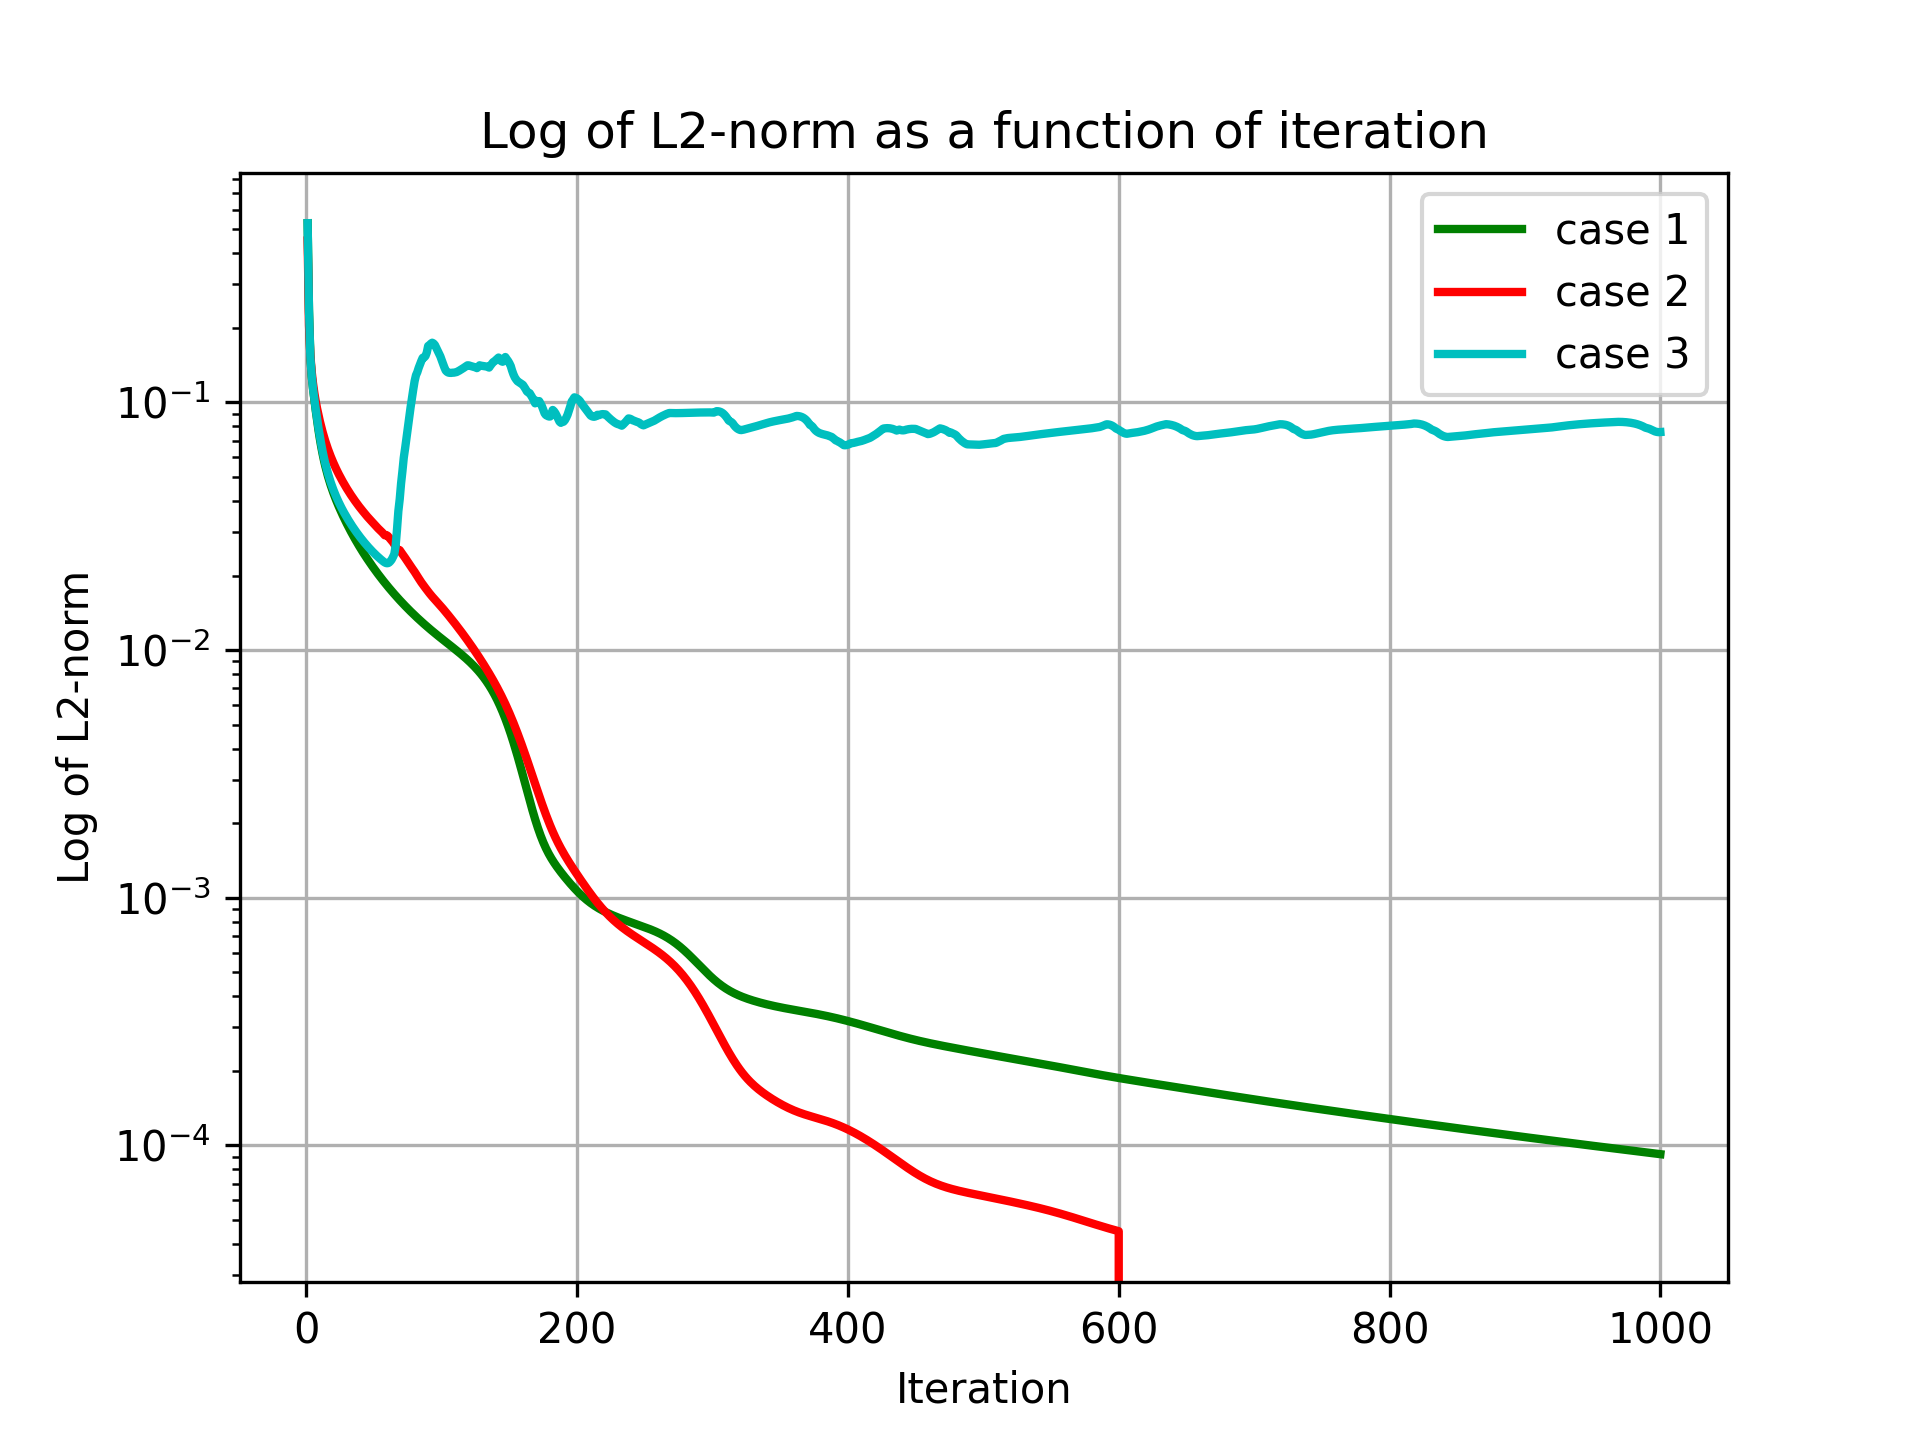 Log of L2-norm as a function of iteration
case 1
case 2
case 3
10⁻¹
10⁻²
10⁻³
10⁻⁴
Log of L2-norm
0 200 400 600 800 1000
Iteration